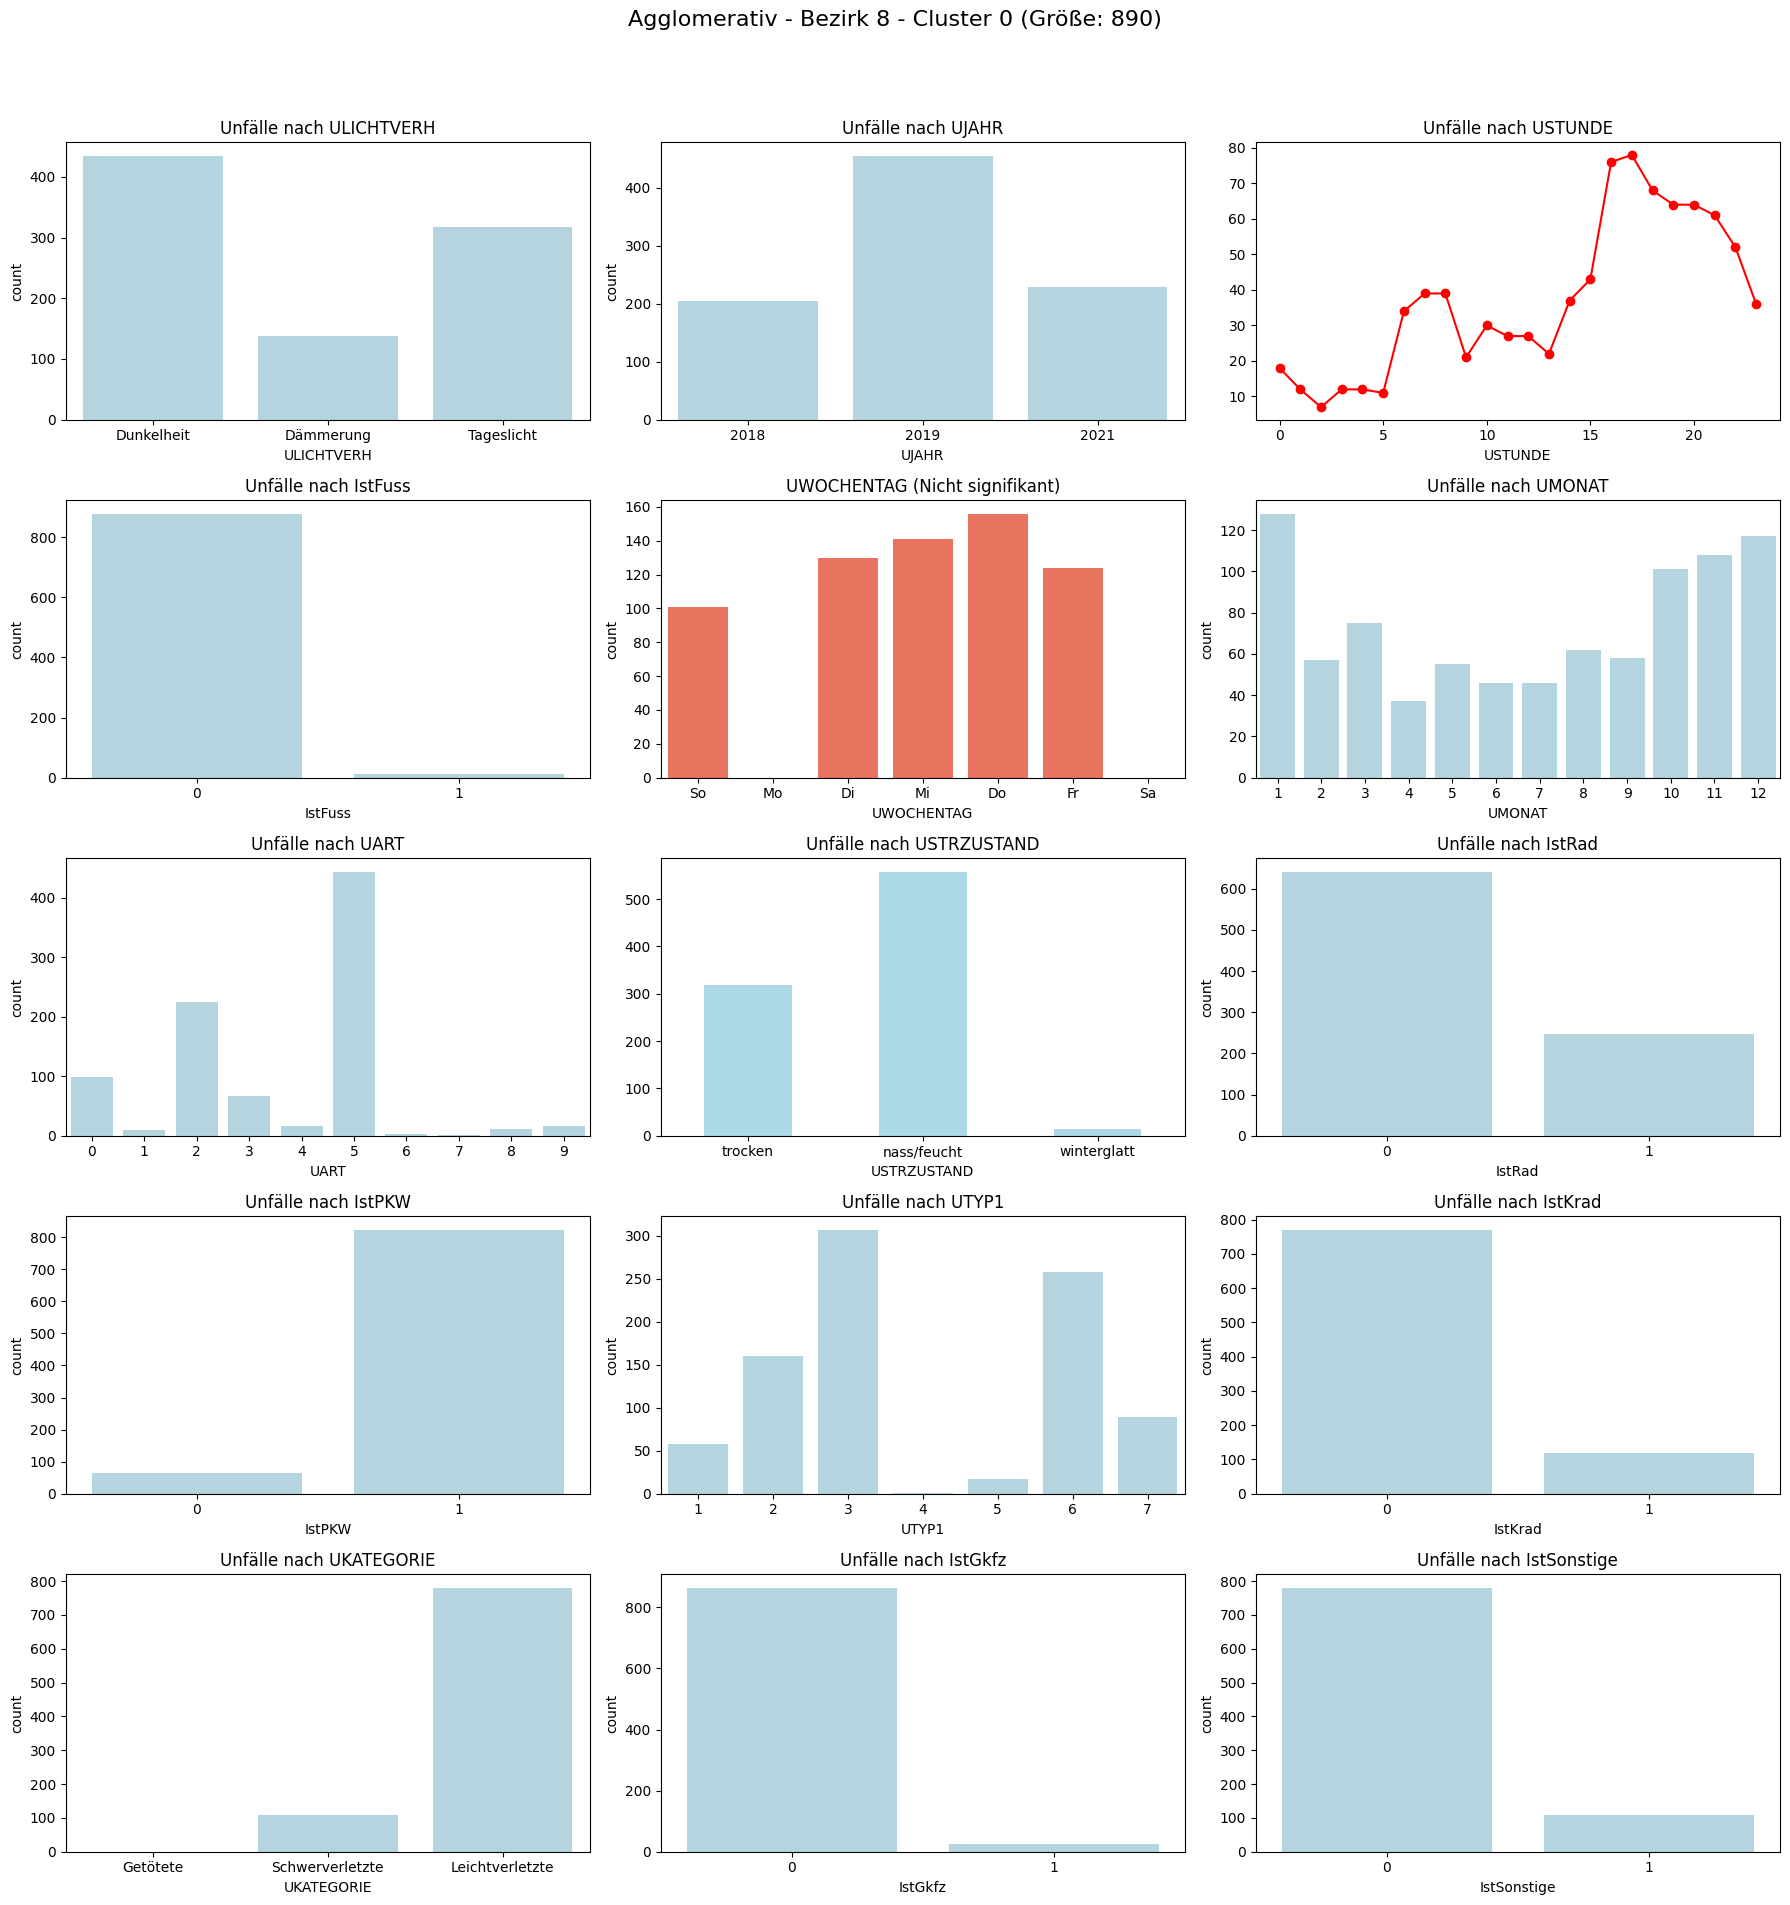 Agglomerativ - Bezirk 8 - Cluster 0 (Größe: 890)
Unfälle nach ULICHTVERH
count
400
300
200
100
0
Dunkelheit Dämmerung Tageslicht
ULICHTVERH
Unfälle nach UJAHR
count
400
300
200
100
0
2018 2019 2021
UJAHR
Unfälle nach USTUNDE
80
70
60
50
40
30
20
10
0 5 10 15 20
USTUNDE
Unfälle nach IstFuss
count
800
600
400
200
0
0 1
IstFuss
UWOCHENTAG (Nicht signifikant)
count
160
140
120
100
80
60
40
20
0
So Mo Di Mi Do Fr Sa
UWOCHENTAG
Unfälle nach UMONAT
count
120
100
80
60
40
20
0
1 2 3 4 5 6 7 8 9 10 11 12
UMONAT
Unfälle nach UART
count
400
300
200
100
0
0 1 2 3 4 5 6 7 8 9
UART
Unfälle nach USTRZUSTAND
count
500
400
300
200
100
0
trocken nass/feucht winterglatt
USTRZUSTAND
Unfälle nach IstRad
count
600
500
400
300
200
100
0
0 1
IstRad
Unfälle nach IstPKW
count
800
700
600
500
400
300
200
100
0
0 1
IstPKW
Unfälle nach UTYP1
count
300
250
200
150
100
50
0
1 2 3 4 5 6 7
UTYP1
Unfälle nach IstKrad
count
800
700
600
500
400
300
200
100
0
0 1
IstKrad
Unfälle nach UKATEGORIE
count
800
700
600
500
400
300
200
100
0
Getötete Schwerverletzte Leichtverletzte
UKATEGORIE
Unfälle nach IstGkfz
count
800
600
400
200
0
0 1
IstGkfz
Unfälle nach IstSonstige
count
800
700
600
500
400
300
200
100
0
0 1
IstSonstige